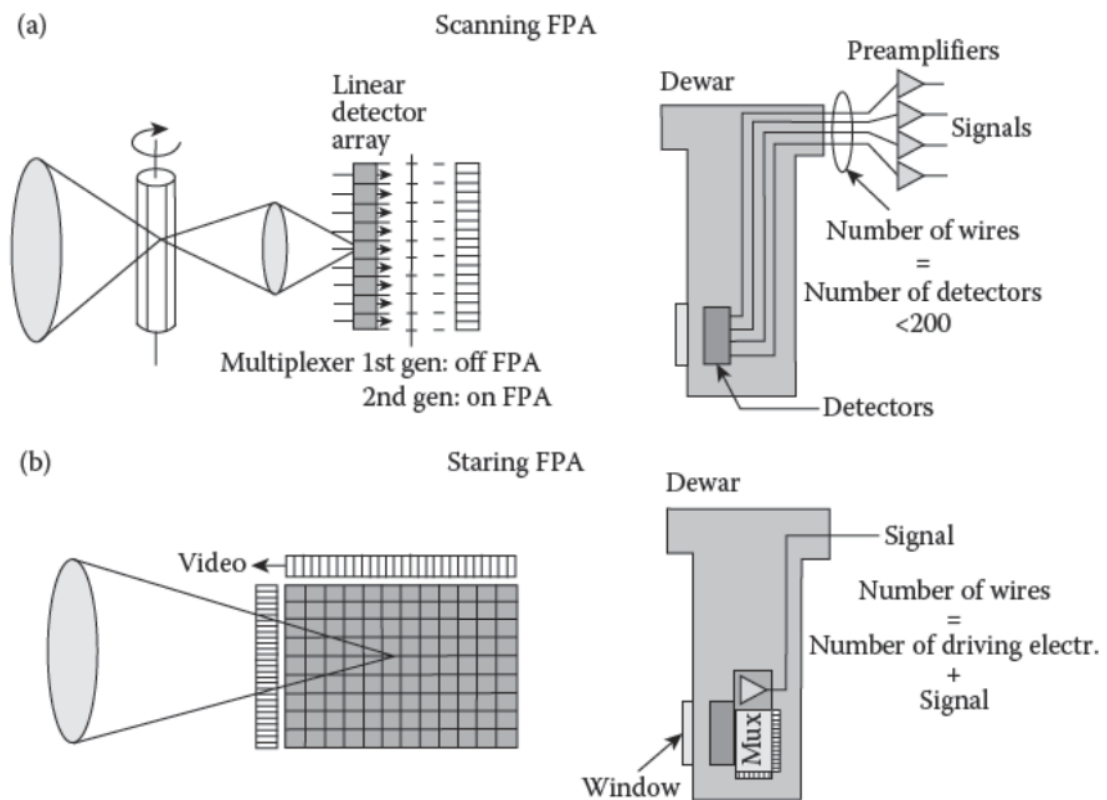 (a)
Scanning FPA
Linear
detector
array
Multiplexer 1st gen: off FPA
2nd gen: on FPA
Dewar
Preamplifiers
Signals
Number of wires
=
Number of detectors
<200
Detectors
(b)
Staring FPA
Video
Dewar
Signal
Number of wires
=
Number of driving electr.
+
Signal
Mux
Window